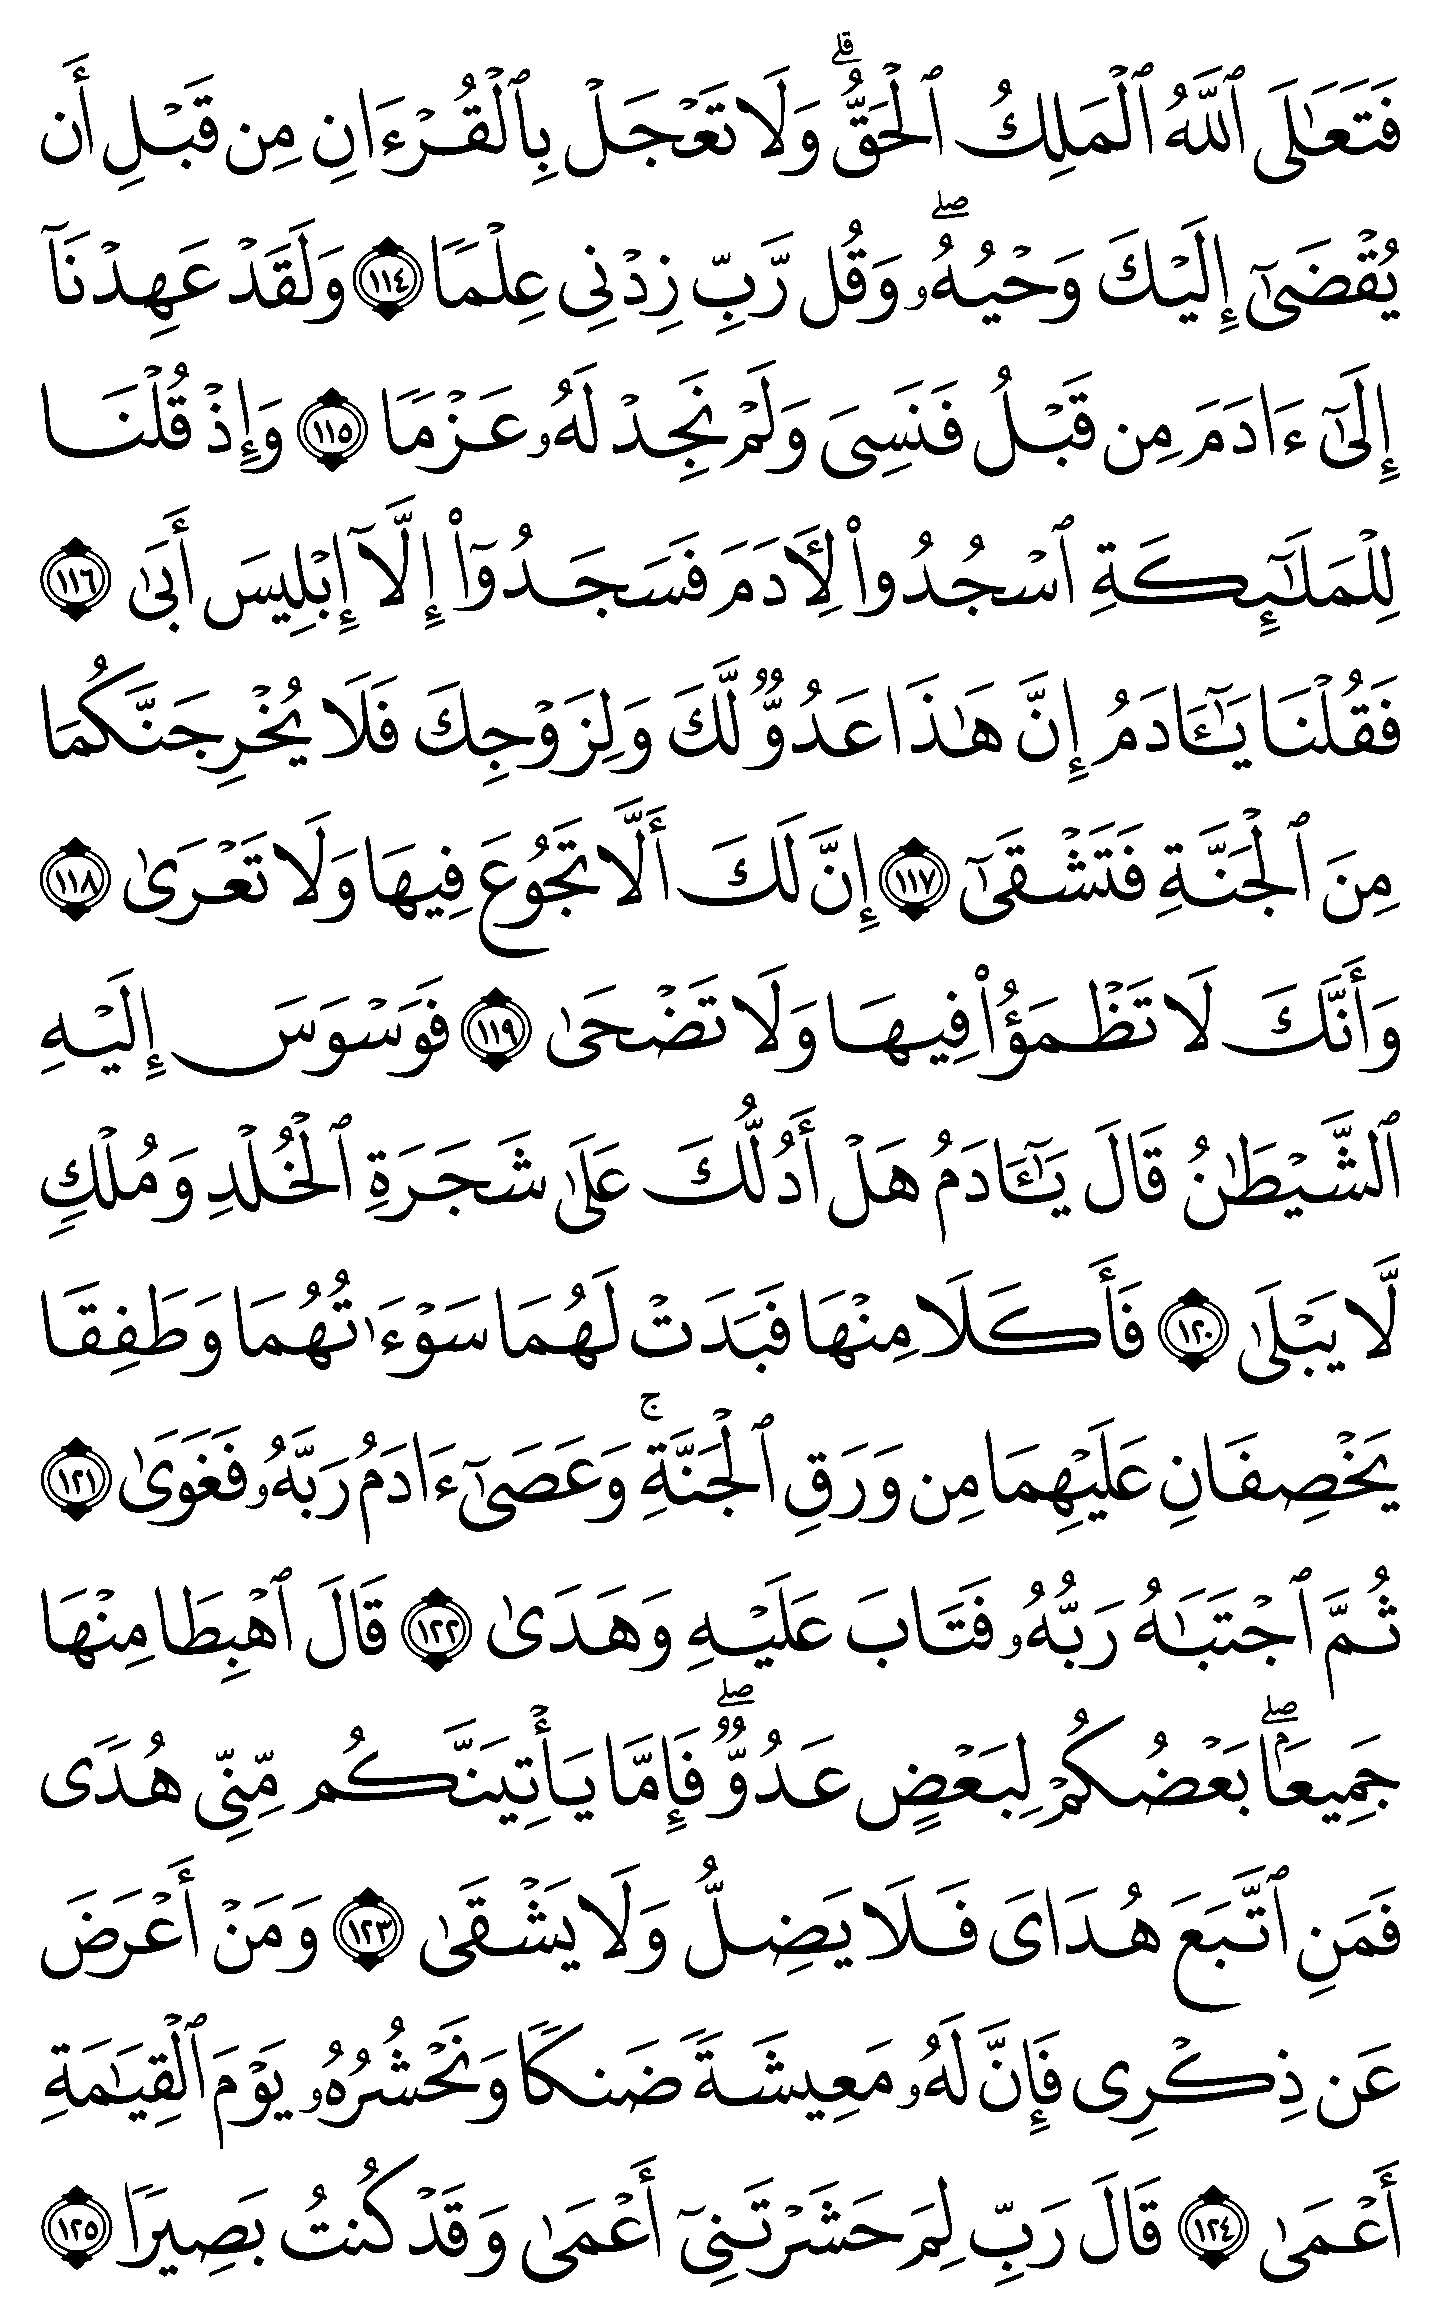 فَتَعَٰلَى ٱللَّهُ ٱلْمَلِكُ ٱلْحَقُّ ۗ وَلَا تَعْجَلْ بِٱلْقُرْءَانِ مِن قَبْلِ أَن
يُقْضَىٰٓ إِلَيْكَ وَحْيُهُۥ ۖ وَقُل رَّبِّ زِدْنِى عِلْمًا ١١٤ وَلَقَدْ عَهِدْنَآ
إِلَىٰٓ ءَادَمَ مِن قَبْلُ فَنَسِىَ وَلَمْ نَجِدْ لَهُۥ عَزْمًا ١١٥ وَإِذْ قُلْنَا
لِلْمَلَٰٓئِكَةِ ٱسْجُدُوا۟ لِأَدَمَ فَسَجَدُوٓا۟ إِلَّآ إِبْلِيسَ أَبَىٰ ١١٦
فَقُلْنَا يَٰٓـَٔادَمُ إِنَّ هَٰذَا عَدُوٌّ لَّكَ وَلِزَوْجِكَ فَلَا يُخْرِجَنَّكُمَا
مِنَ ٱلْجَنَّةِ فَتَشْقَىٰٓ ١١٧ إِنَّ لَكَ أَلَّا تَجُوعَ فِيهَا وَلَا تَعْرَىٰ ١١٨
وَأَنَّكَ لَا تَظْمَؤُا۟ فِيهَا وَلَا تَضْحَىٰ ١١٩ فَوَسْوَسَ إِلَيْهِ
ٱلشَّيْطَٰنُ قَالَ يَٰٓـَٔادَمُ هَلْ أَدُلُّكَ عَلَىٰ شَجَرَةِ ٱلْخُلْدِ وَمُلْكٍ
لَّا يَبْلَىٰ ١٢٠ فَأَكَلَا مِنْهَا فَبَدَتْ لَهُمَا سَوْءَٰتُهُمَا وَطَفِقَا
يَخْصِفَانِ عَلَيْهِمَا مِن وَرَقِ ٱلْجَنَّةِ ۚ وَعَصَىٰٓ ءَادَمُ رَبَّهُۥ فَغَوَىٰ ١٢١
ثُمَّ ٱجْتَبَٰهُ رَبُّهُۥ فَتَابَ عَلَيْهِ وَهَدَىٰ ١٢٢ قَالَ ٱهْبِطَا مِنْهَا
جَمِيعًۢا ۖ بَعْضُكُمْ لِبَعْضٍ عَدُوٌّ ۖ فَإِمَّا يَأْتِيَنَّكُم مِّنِّى هُدًى
فَمَنِ ٱتَّبَعَ هُدَاىَ فَلَا يَضِلُّ وَلَا يَشْقَىٰ ١٢٣ وَمَنْ أَعْرَضَ
عَن ذِكْرِى فَإِنَّ لَهُۥ مَعِيشَةً ضَنكًا وَنَحْشُرُهُۥ يَوْمَ ٱلْقِيَٰمَةِ
أَعْمَىٰ ١٢٤ قَالَ رَبِّ لِمَ حَشَرْتَنِىٓ أَعْمَىٰ وَقَدْ كُنتُ بَصِيرًا ١٢٥